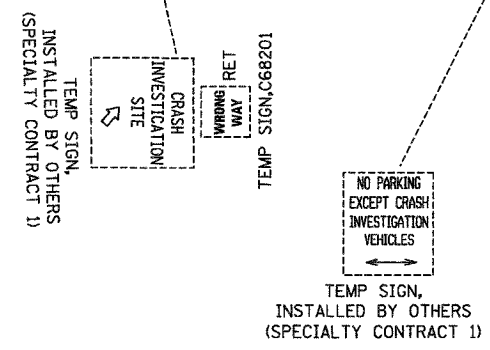 TEMP SIGN,
INSTALLED BY OTHERS
(SPECIALTY CONTRACT 1)
CRASH
INVESTIGATION
SITE
WRONG
WAY
RET
TEMP SIGN,C68201
NO PARKING
EXCEPT CRASH
INVESTIGATION
VEHICLES
TEMP SIGN,
INSTALLED BY OTHERS
(SPECIALTY CONTRACT 1)